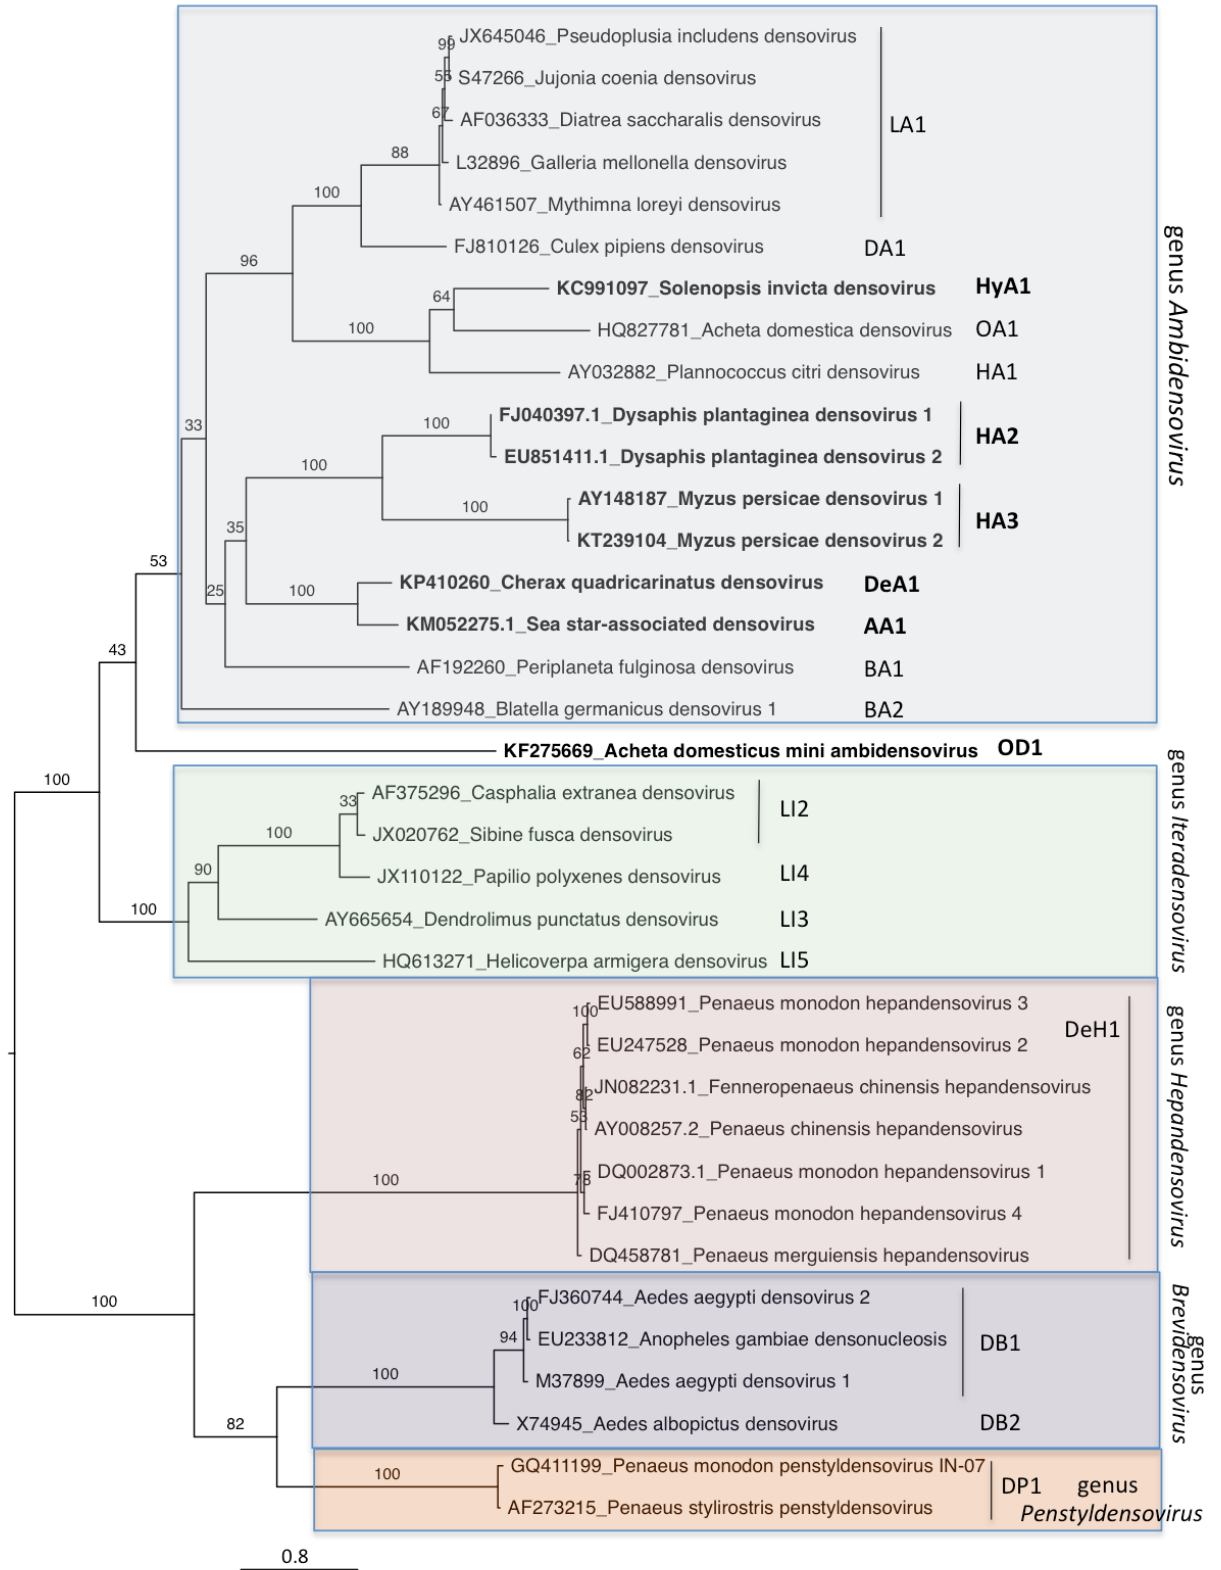 JX645046_Pseudoplusia includens densovirus
99
S47266_Jujonia coenia densovirus
55
AF036333_Diatrea saccharalis densovirus
LA1
67
88
L32896_Galleria mellonella densovirus
100
AY461507_Mythimna loreyi densovirus
FJ810126_Culex pipiens densovirus DA1
96
KC991097_Solenopsis invicta densovirus HyA1
64
100
HQ827781_Acheta domestica densovirus OA1
AY032882_Plannococcus citri densovirus HA1
genus Ambidensovirus
33
FJ040397.1_Dysaphis plantaginea densovirus 1
100
HA2
EU851411.1_Dysaphis plantaginea densovirus 2
100
AY148187_Myzus persicae densovirus 1
100
HA3
KT239104_Myzus persicae densovirus 2
35
53
KP410260_Cherax quadricarinatus densovirus DeA1
25
100
KM052275.1_Sea star-associated densovirus AA1
43
AF192260_Periplaneta fulginosa densovirus BA1
AY189948_Blatella germanicus densovirus 1 BA2
KF275669_Acheta domesticus mini ambidensovirus OD1
100
AF375296_Casphalia extranea densovirus
33
LI2
JX020762_Sibine fusca densovirus
100
90
JX110122_Papilio polyxenes densovirus LI4
100
AY665654_Dendrolimus punctatus densovirus LI3
HQ613271_Helicoverpa armigera densovirus LI5
genus Iteradensovirus
EU588991_Penaeus monodon hepandensovirus 3
100
DeH1
EU247528_Penaeus monodon hepandensovirus 2
62
JN082231.1_Fenneropenaeus chinensis hepandensovirus
82
53
AY008257.2_Penaeus chinensis hepandensovirus
DQ002873.1_Penaeus monodon hepandensovirus 1
100
FJ410797_Penaeus monodon hepandensovirus 4
DQ458781_Penaeus merguiensis hepandensovirus
genus Hepandensovirus
100
FJ360744_Aedes aegypti densovirus 2
100
EU233812_Anopheles gambiae densonucleosis
94
DB1
M37899_Aedes aegypti densovirus 1
100
X74945_Aedes albopictus densovirus DB2
genus
Brevidensovirus
82
GQ411199_Penaeus monodon penstyldensovirus IN-07
100
DP1 genus
AF273215_Penaeus stylirostris penstyldensovirus
Penstyldensovirus
0.8